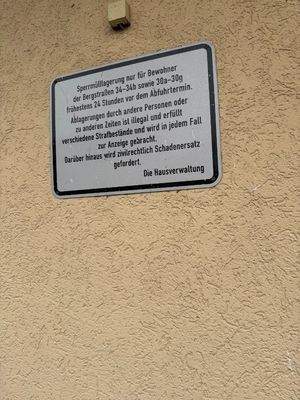 Sperrmüllagerung nur für Bewohner
der Bergstraßen 34-34b sowie 30a-30g
frühestens 24 Stunden vor dem Abfuhrtermin.
Ablagerungen durch andere Personen oder
zu anderen Zeiten ist illegal und erfüllt
verschiedene Strafbestände und wird in jedem Fall
zur Anzeige gebracht.
Darüber hinaus wird zivilrechtlich Schadenersatz
gefordert.
Die Hausverwaltung